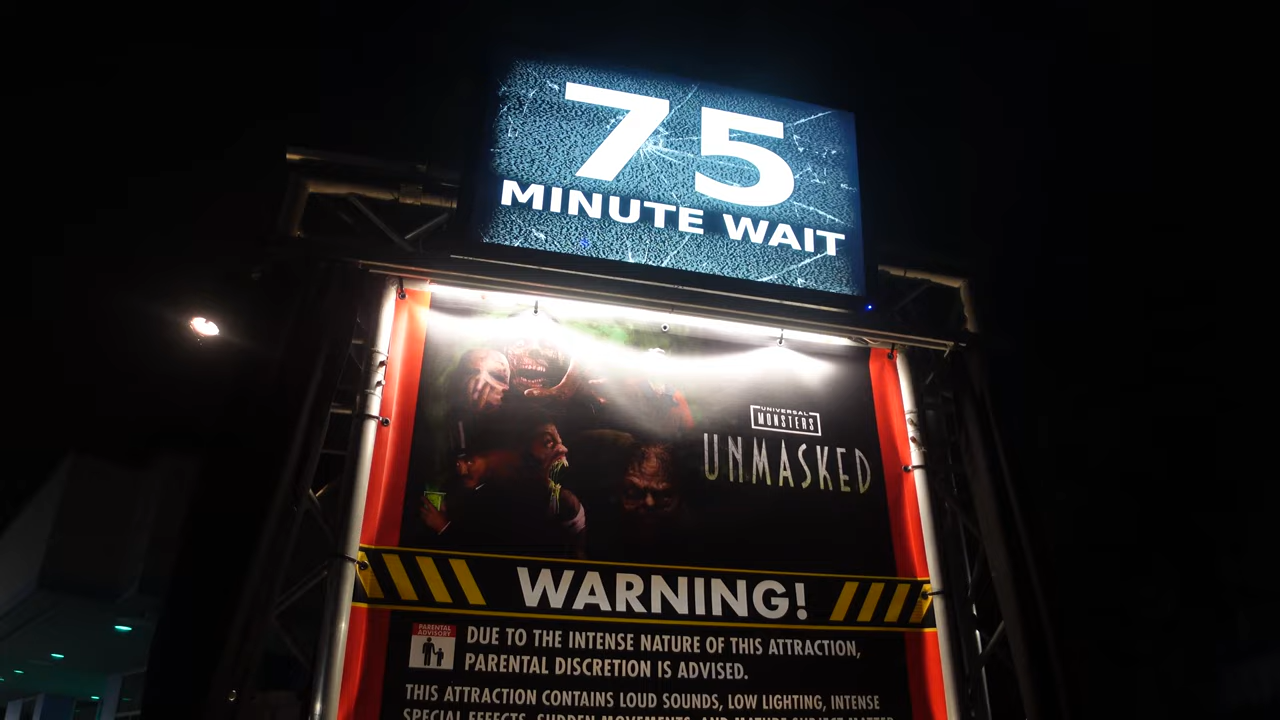 75
MINUTE WAIT
UNIVERSAL
MONSTERS
UNMASKED
WARNING!
PARENTAL
ADVISORY
DUE TO THE INTENSE NATURE OF THIS ATTRACTION,
PARENTAL DISCRETION IS ADVISED.
THIS ATTRACTION CONTAINS LOUD SOUNDS, LOW LIGHTING, INTENSE
SPECIAL EFFECTS, SUDDEN MOVEMENTS, AND MATURE SUBJECT MATTER